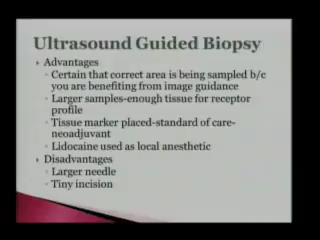 Ultrasound Guided Biopsy
Advantages
Certain that correct area is being sampled b/c
you are benefiting from image guidance
Larger samples-enough tissue for receptor
profile
Tissue marker placed-standard of care-
neoadjuvant
Lidocaine used as local anesthetic
Disadvantages
Larger needle
Tiny incision